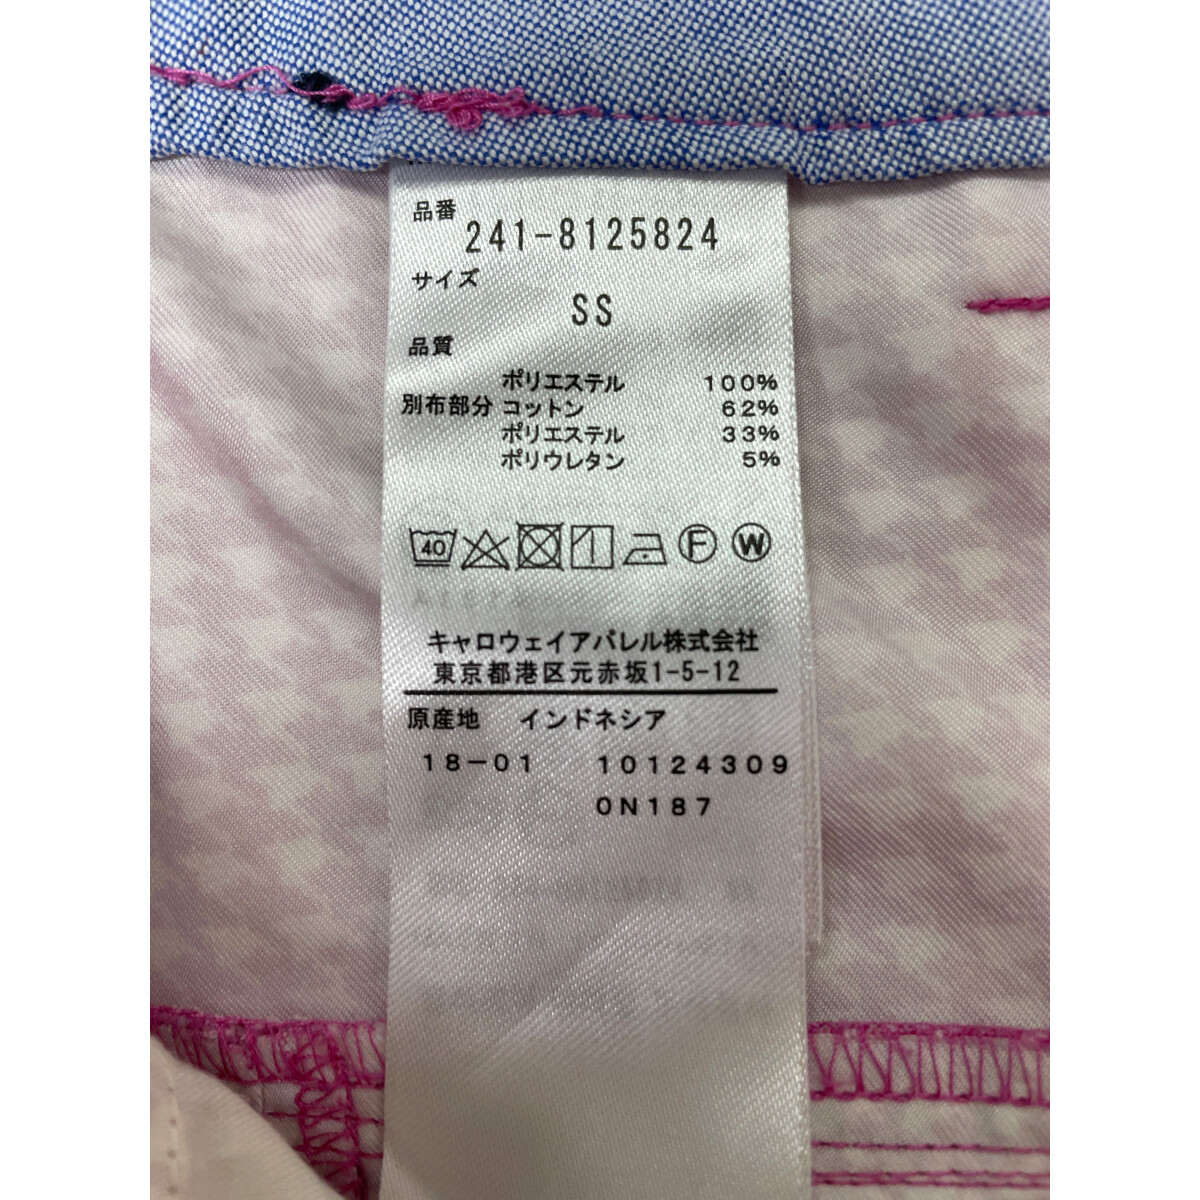 品番
241-8125824
サイズ
SS
品質
ポリエステル 100%
別布部分 コットン 62%
ポリエステル 33%
ポリウレタン 5%
40 F W
キャロウェイアパレル株式会社
東京都港区元赤坂1-5-12
原産地 インドネシア
18-01 10124309
0N187